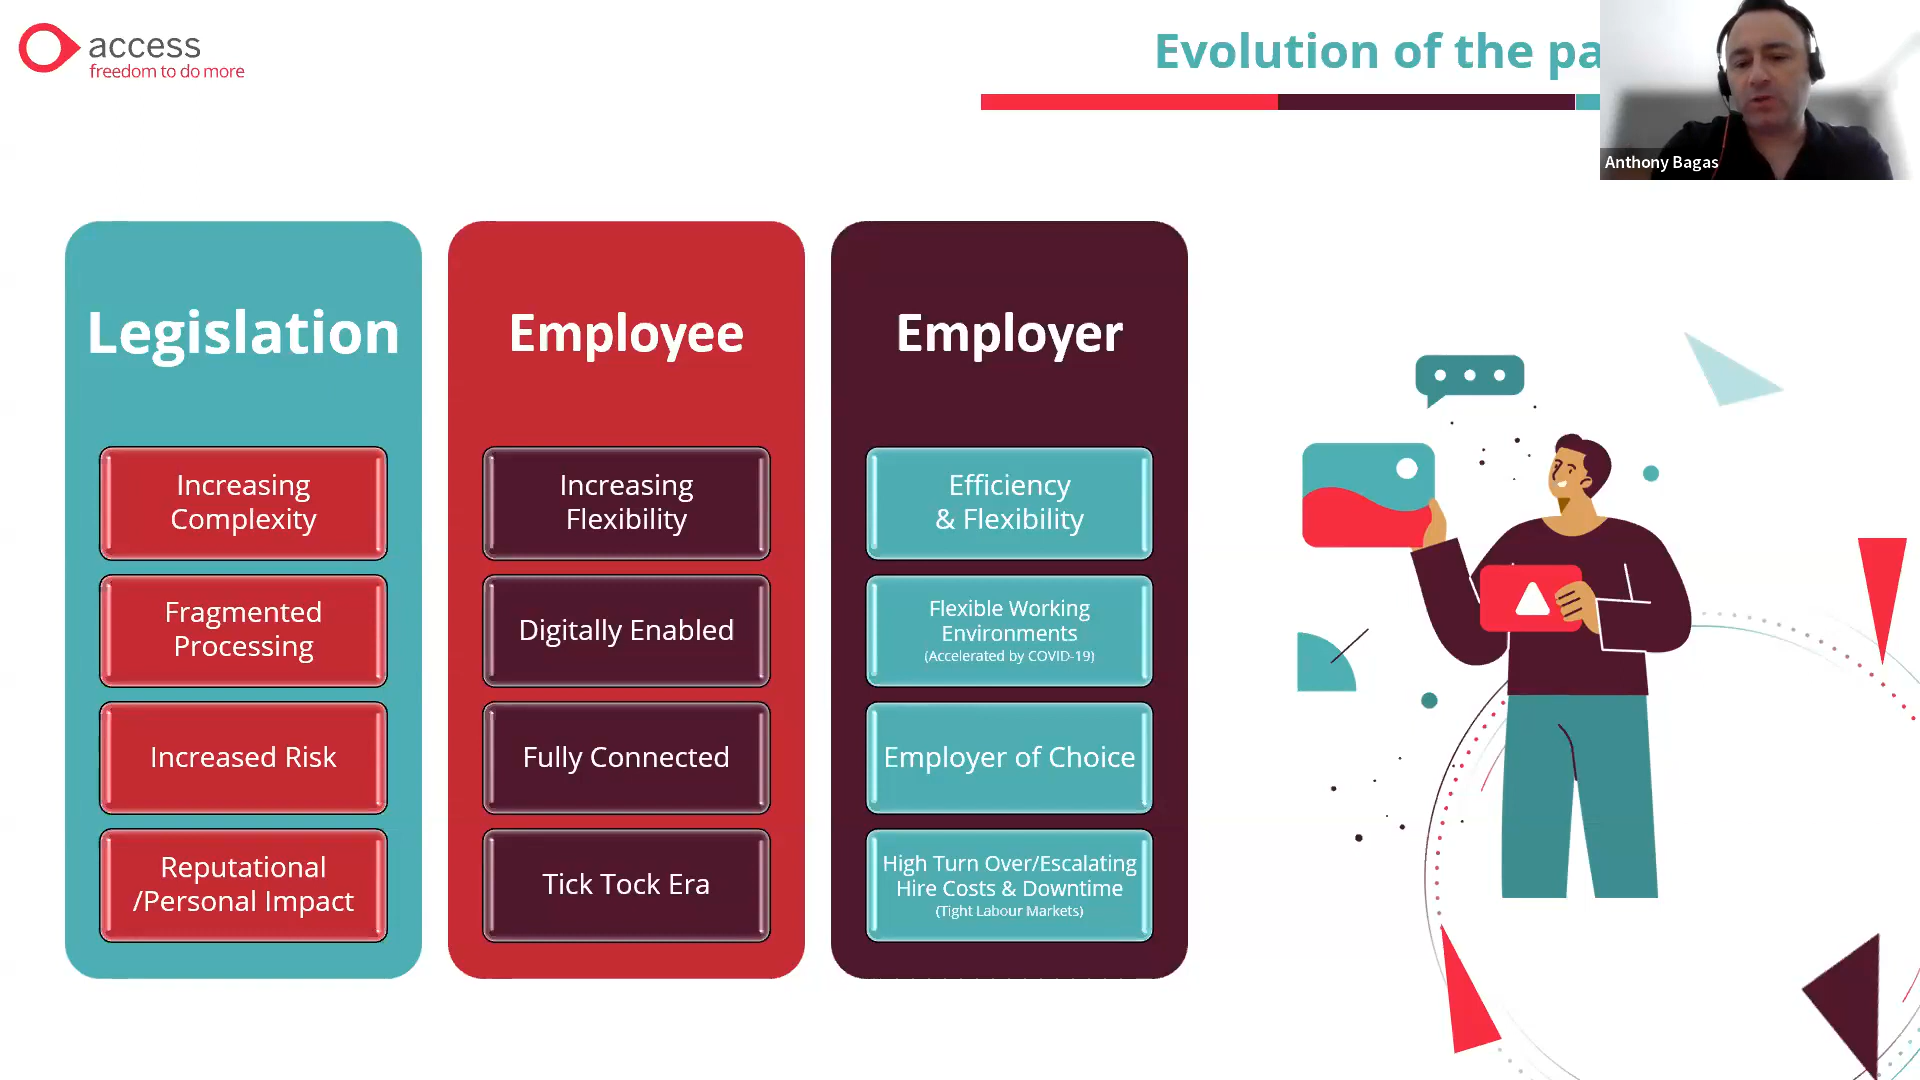 access
freedom to do more
Evolution of the pa
Anthony Bagas
Legislation
Increasing
Complexity
Fragmented
Processing
Increased Risk
Reputational
/Personal Impact
Employee
Increasing
Flexibility
Digitally Enabled
Fully Connected
Tick Tock Era
Employer
Efficiency
& Flexibility
Flexible Working
Environments
(Accelerated by COVID-19)
Employer of Choice
High Turn Over/Escalating
Hire Costs & Downtime
(Tight Labour Markets)